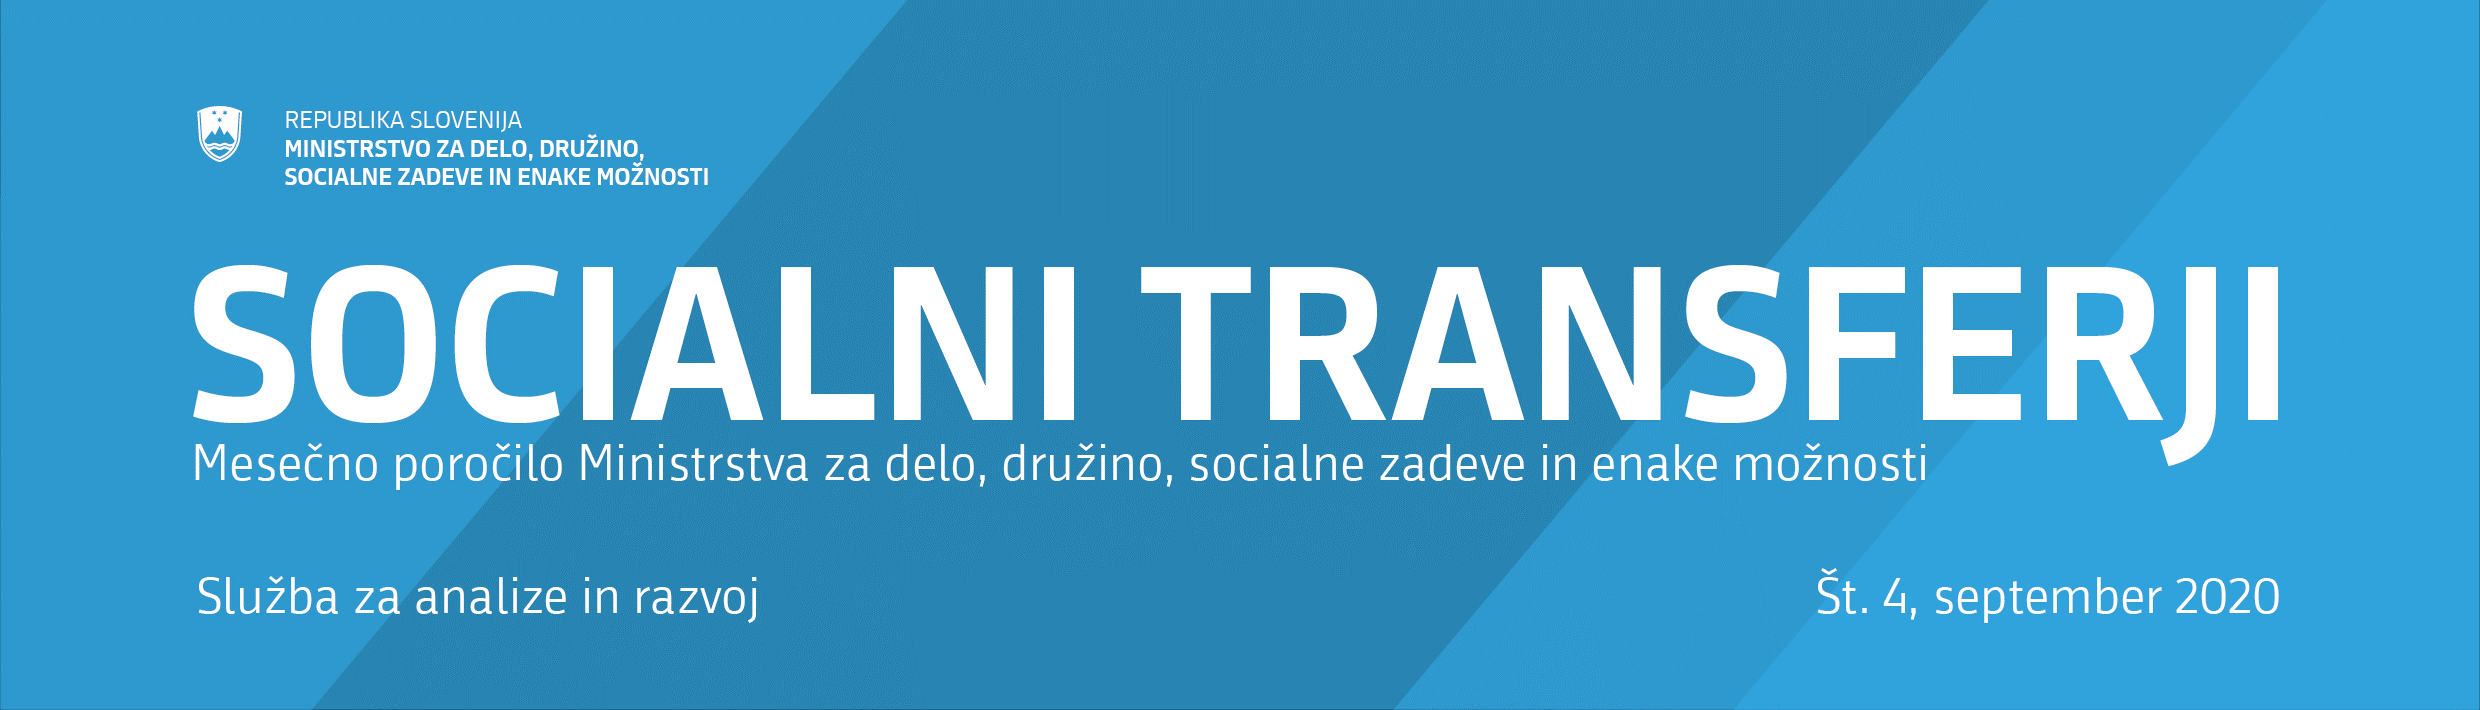 REPUBLIKA SLOVENIJA
MINISTRSTVO ZA DELO, DRUŽINO,
SOCIALNE ZADEVE IN ENAKE MOŽNOSTI
SOCIALNI TRANSFERJI
Mesečno poročilo Ministrstva za delo, družino, socialne zadeve in enake možnosti
Služba za analize in razvoj
Št. 4, september 2020